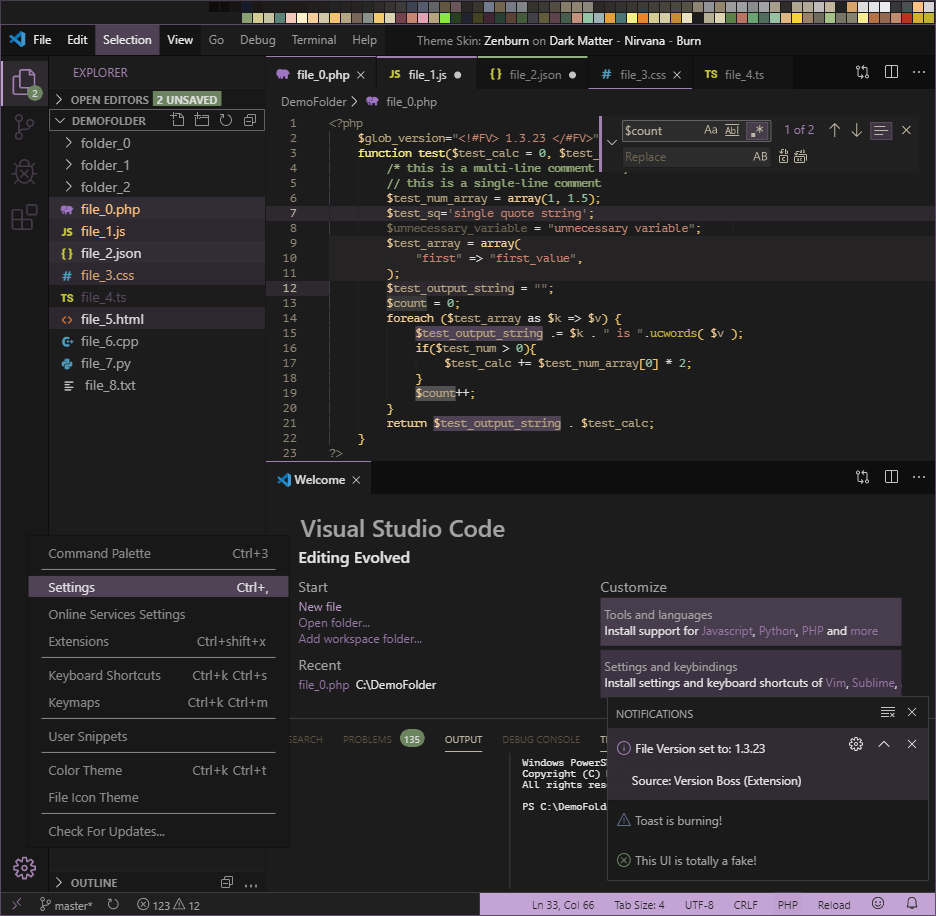 File Edit Selection View Go Debug Terminal Help Theme Skin: Zenburn on Dark Matter - Nirvana - Burn
2
EXPLORER
OPEN EDITORS 2 UNSAVED
DEMOFOLDER
folder_0
folder_1
folder_2
file_0.php
JS file_1.js
{} file_2.json
# file_3.css
TS file_4.ts
<> file_5.html
file_6.cpp
file_7.py
file_8.txt
file_0.php JS file_1.js {} file_2.json # file_3.css TS file_4.ts
DemoFolder > file_0.php
$count Aa Abl .* 1 of 2
Replace AB
1 <?php
2 $glob_version="<!#FV> 1.3.23 </#FV>"
3 function test($test_calc = 0, $test_
4 /* this is a multi-line comment
5 // this is a single-line comment
6 $test_num_array = array(1, 1.5);
7 $test_sq='single quote string';
8 $unnecessary_variable = "unnecessary variable";
9 $test_array = array(
10 "first" => "first_value",
11 );
12 $test_output_string = "";
13 $count = 0;
14 foreach ($test_array as $k => $v) {
15 $test_output_string .= $k . " is ".ucwords( $v );
16 if($test_num > 0){
17 $test_calc += $test_num_array[0] * 2;
18 }
19 $count++;
20 }
21 return $test_output_string . $test_calc;
22 }
23 ?>
Welcome
Visual Studio Code
Editing Evolved
Start
New file
Open folder...
Add workspace folder...
Recent
file_0.php C:\DemoFolder
Customize
Tools and languages
Install support for Javascript, Python, PHP and more
Settings and keybindings
Install settings and keyboard shortcuts of Vim, Sublime,
Command Palette Ctrl+3
Settings Ctrl+,
Online Services Settings
Extensions Ctrl+shift+x
Keyboard Shortcuts Ctrl+k Ctrl+s
Keymaps Ctrl+k Ctrl+m
User Snippets
Color Theme Ctrl+k Ctrl+t
File Icon Theme
Check For Updates...
OUTLINE
SEARCH PROBLEMS 135 OUTPUT DEBUG CONSOLE
Windows PowerS
Copyright (C)
All rights rese
PS C:\DemoFold
NOTIFICATIONS
File Version set to: 1.3.23
Source: Version Boss (Extension)
Toast is burning!
This UI is totally a fake!
master* 123 12 Ln 33, Col 66 Tab Size: 4 UTF-8 CRLF PHP Reload